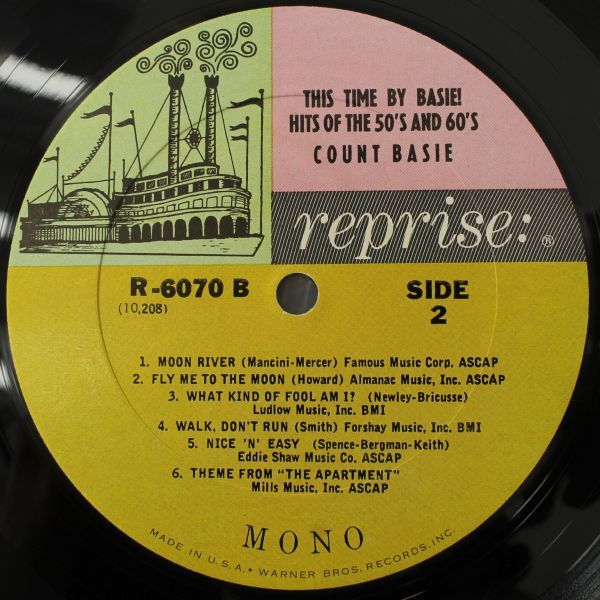 THIS TIME BY BASIE!
HITS OF THE 50'S AND 60'S
COUNT BASIE
reprise:®
R-6070 B
(10,208)
SIDE
2
1. MOON RIVER (Mancini-Mercer) Famous Music Corp. ASCAP
2. FLY ME TO THE MOON (Howard) Almanac Music, Inc. ASCAP
3. WHAT KIND OF FOOL AM I? (Newley-Bricusse)
Ludlow Music, Inc. BMI
4. WALK, DON'T RUN (Smith) Forshay Music, Inc. BMI
5. NICE 'N' EASY (Spence-Bergman-Keith)
Eddie Shaw Music Co. ASCAP
6. THEME FROM "THE APARTMENT"
Mills Music, Inc. ASCAP
MONO
MADE IN U.S.A. • WARNER BROS. RECORDS, INC.